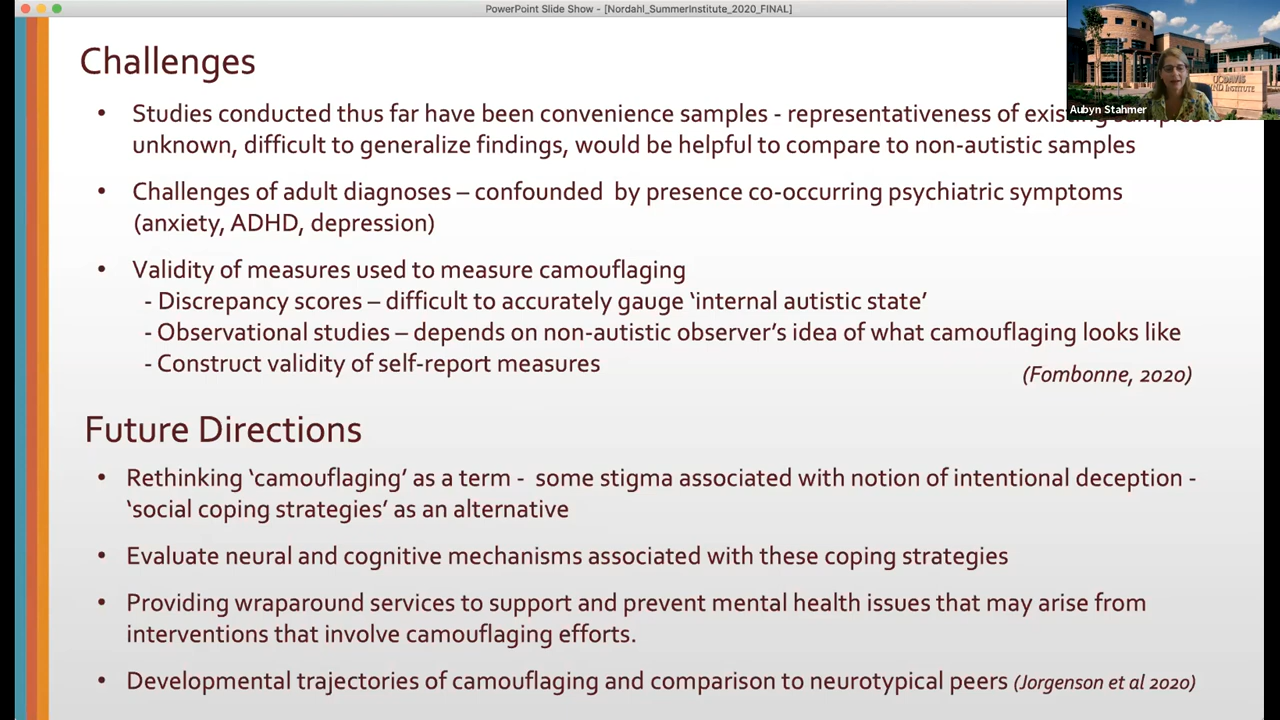 PowerPoint Slide Show - [Nordahl_SummerInstitute_2020_FINAL]
Challenges
• Studies conducted thus far have been convenience samples - representativeness of existing samples is
unknown, difficult to generalize findings, would be helpful to compare to non-autistic samples
• Challenges of adult diagnoses – confounded by presence co-occurring psychiatric symptoms
(anxiety, ADHD, depression)
• Validity of measures used to measure camouflaging
- Discrepancy scores – difficult to accurately gauge ‘internal autistic state’
- Observational studies – depends on non-autistic observer’s idea of what camouflaging looks like
- Construct validity of self-report measures
(Fombonne, 2020)
Future Directions
• Rethinking ‘camouflaging’ as a term - some stigma associated with notion of intentional deception -
‘social coping strategies’ as an alternative
• Evaluate neural and cognitive mechanisms associated with these coping strategies
• Providing wraparound services to support and prevent mental health issues that may arise from
interventions that involve camouflaging efforts.
• Developmental trajectories of camouflaging and comparison to neurotypical peers (Jorgenson et al 2020)
UC DAVIS
MIND INSTITUTE
Aubyn Stahmer